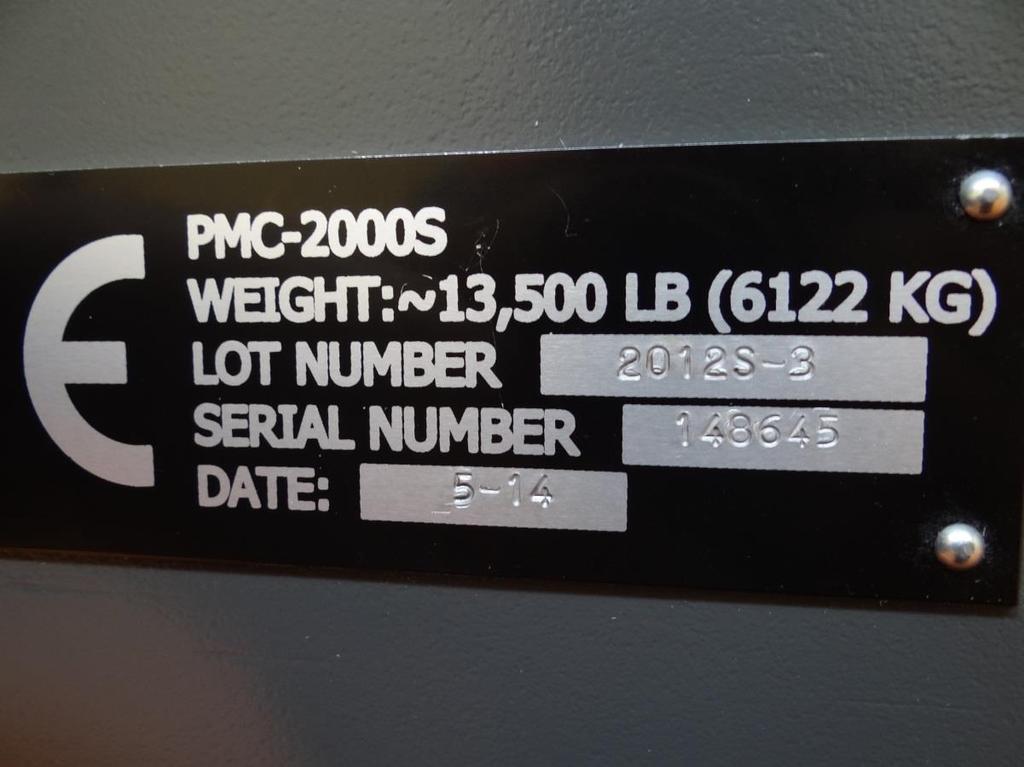 PMC-2000S
WEIGHT:~13,500 LB (6122 KG)
LOT NUMBER 2012S-3
SERIAL NUMBER 148645
DATE: 5-14